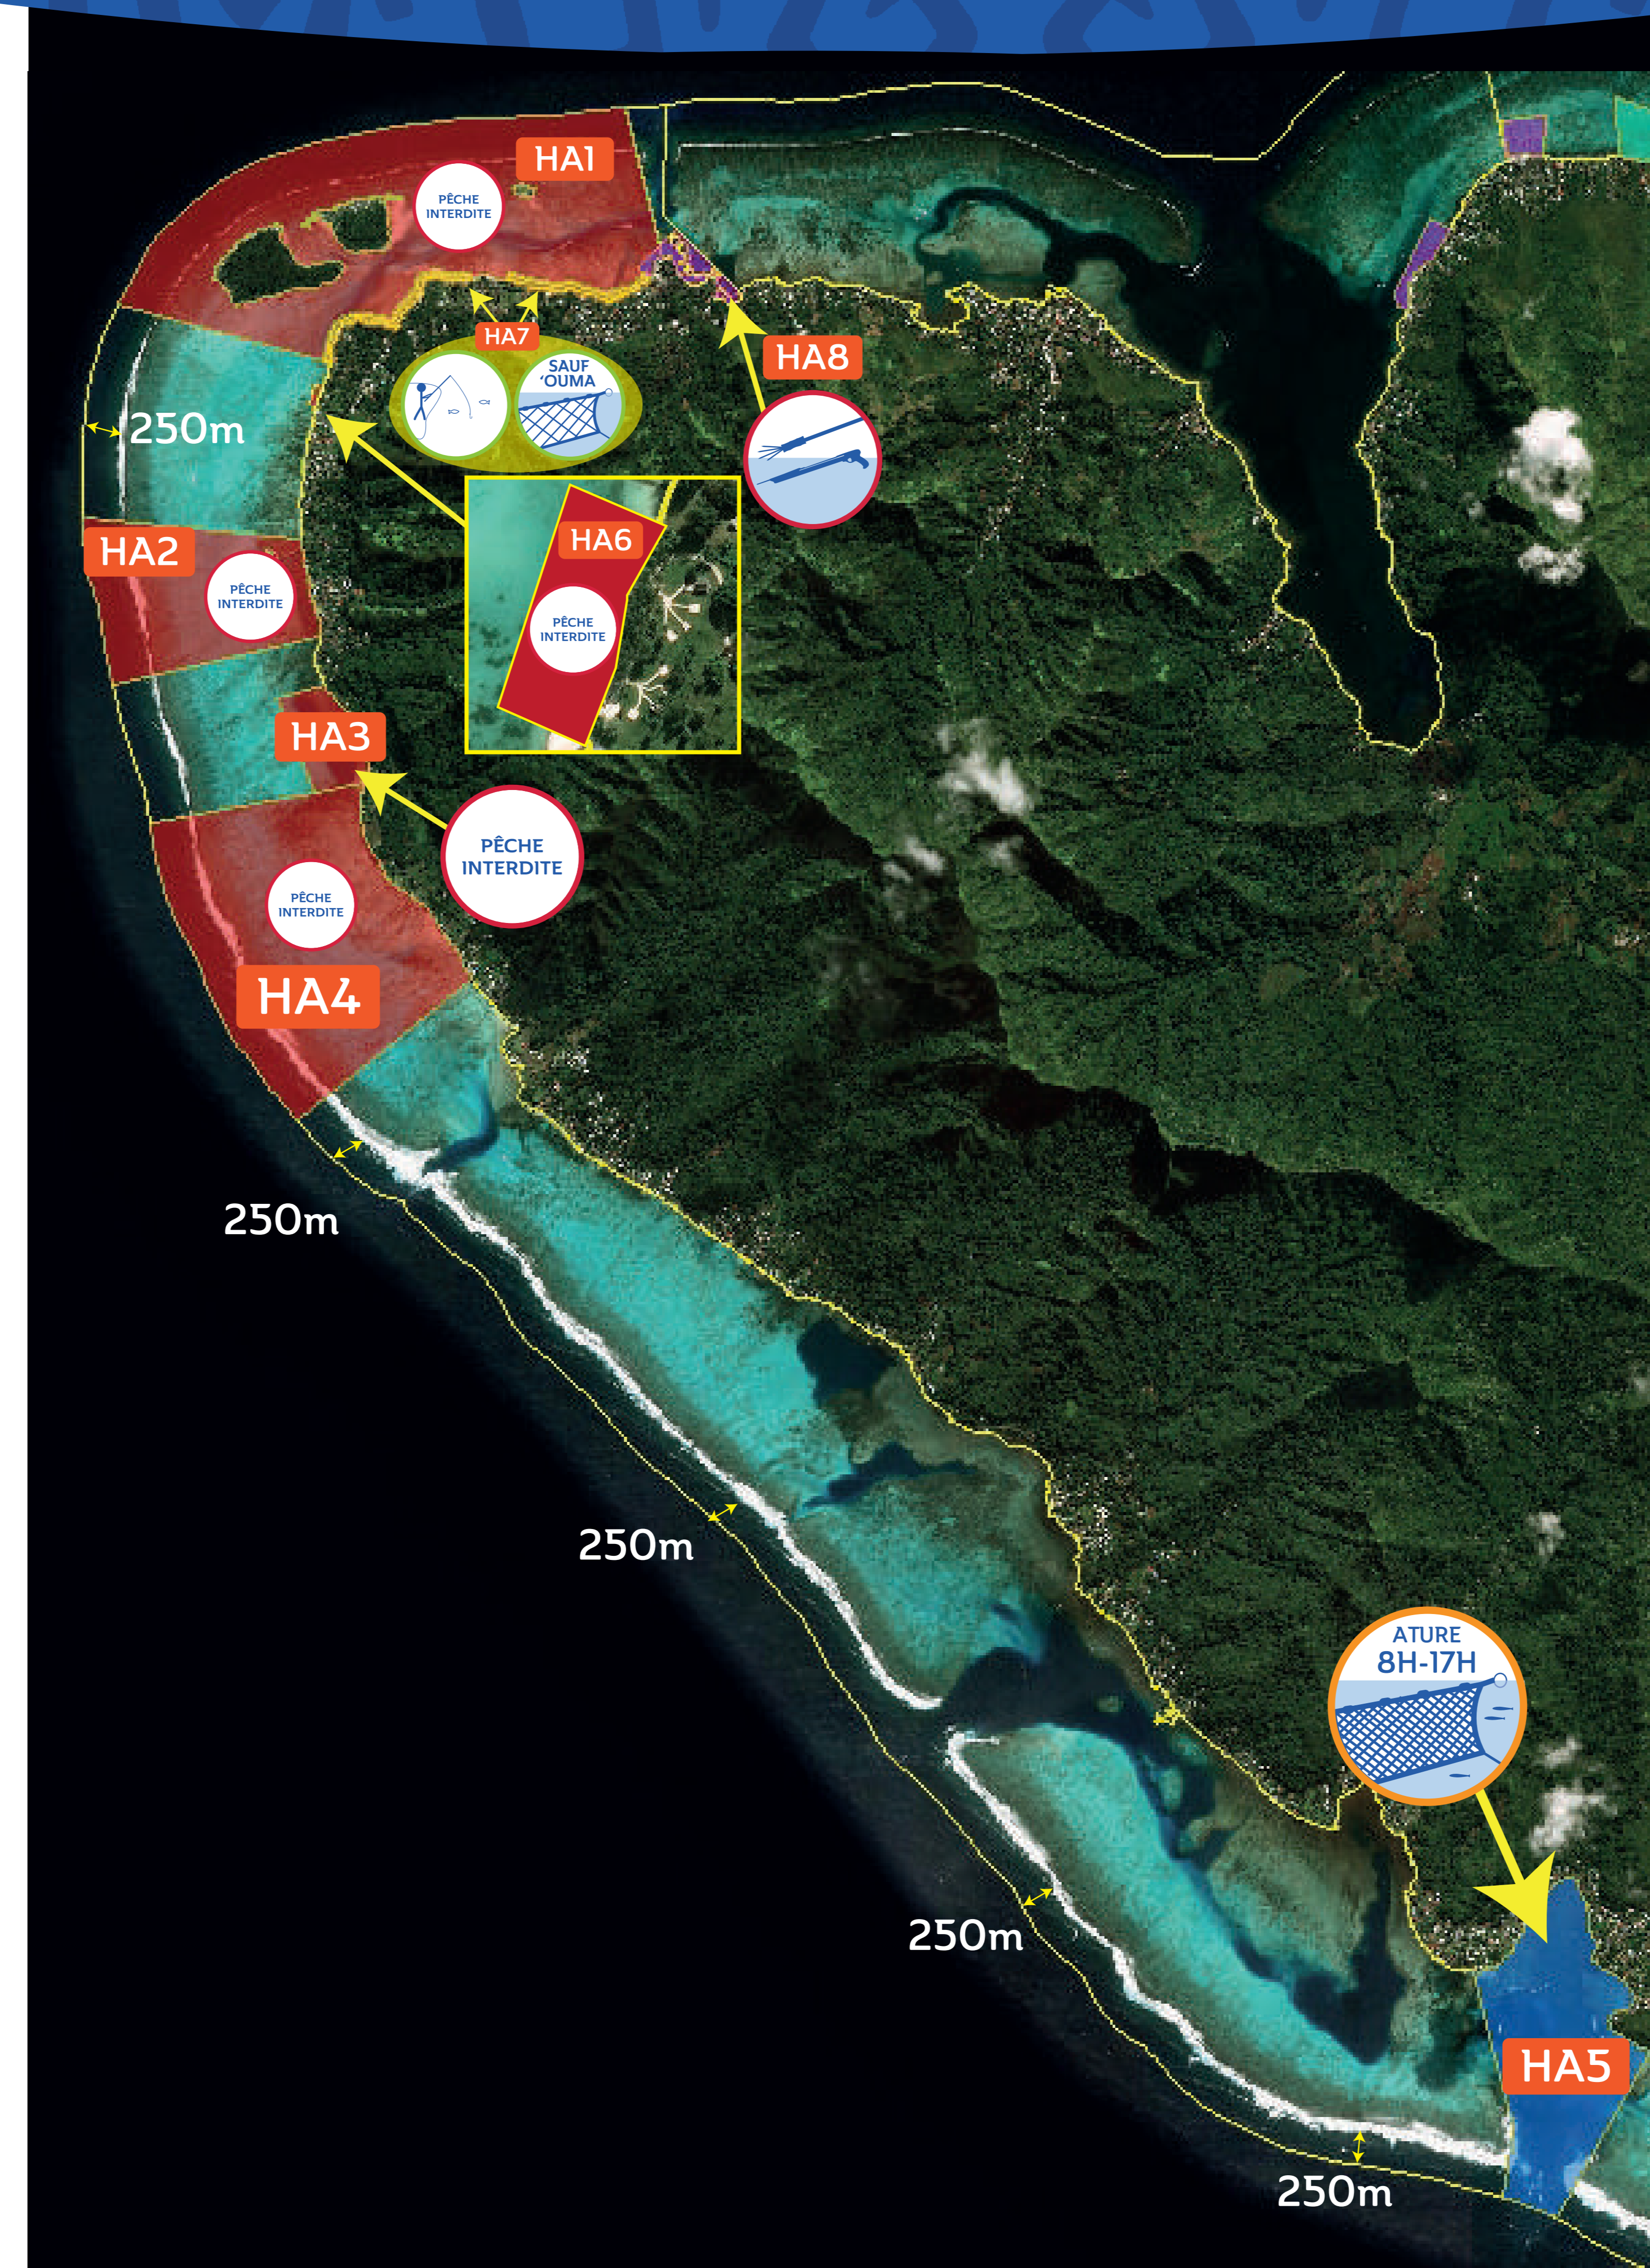 HA1
PÊCHE
INTERDITE
HA7
SAUF
‘OUMA
HA8
250m
HA2
PÊCHE
INTERDITE
HA6
PÊCHE
INTERDITE
HA3
PÊCHE
INTERDITE
PÊCHE
INTERDITE
HA4
250m
250m
ATURE
8H-17H
250m
HA5
250m